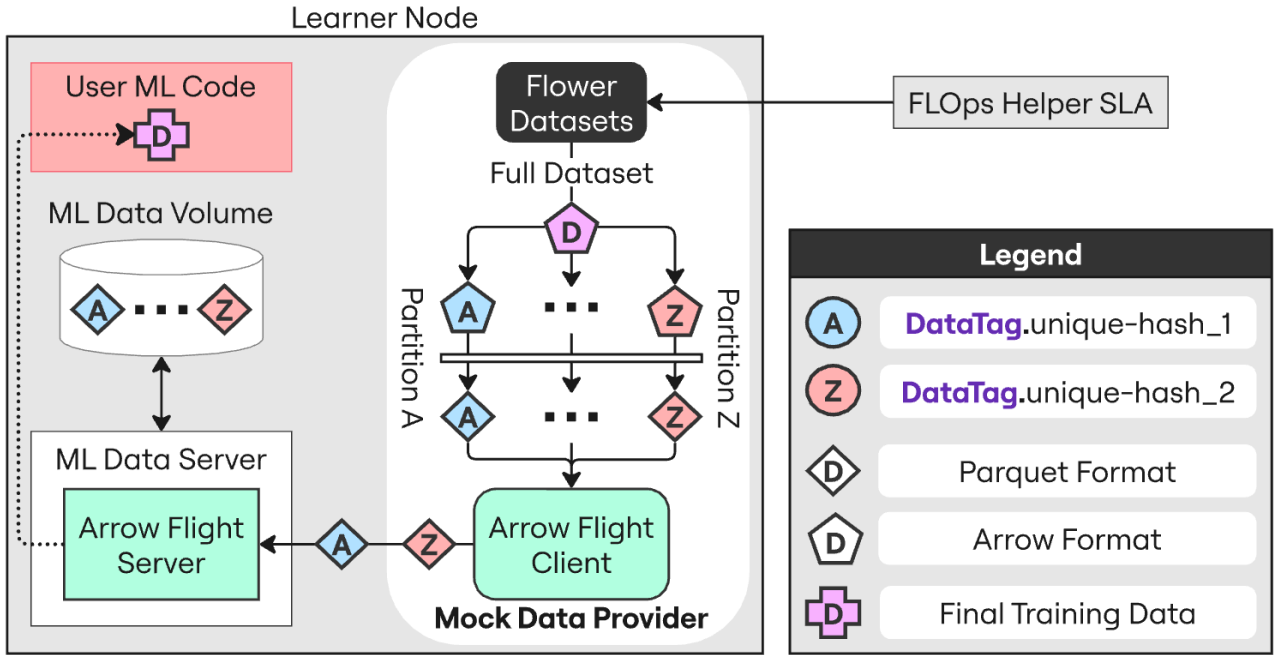 Learner Node
User ML Code
D
ML Data Volume
A
Z
ML Data Server
Arrow Flight
Server
A
Z
Flower
Datasets
Full Dataset
D
A
Z
Partition A
Partition Z
A
Z
Arrow Flight
Client
Mock Data Provider
FLOps Helper SLA
Legend
A DataTag.unique-hash_1
Z DataTag.unique-hash_2
D Parquet Format
D Arrow Format
D Final Training Data